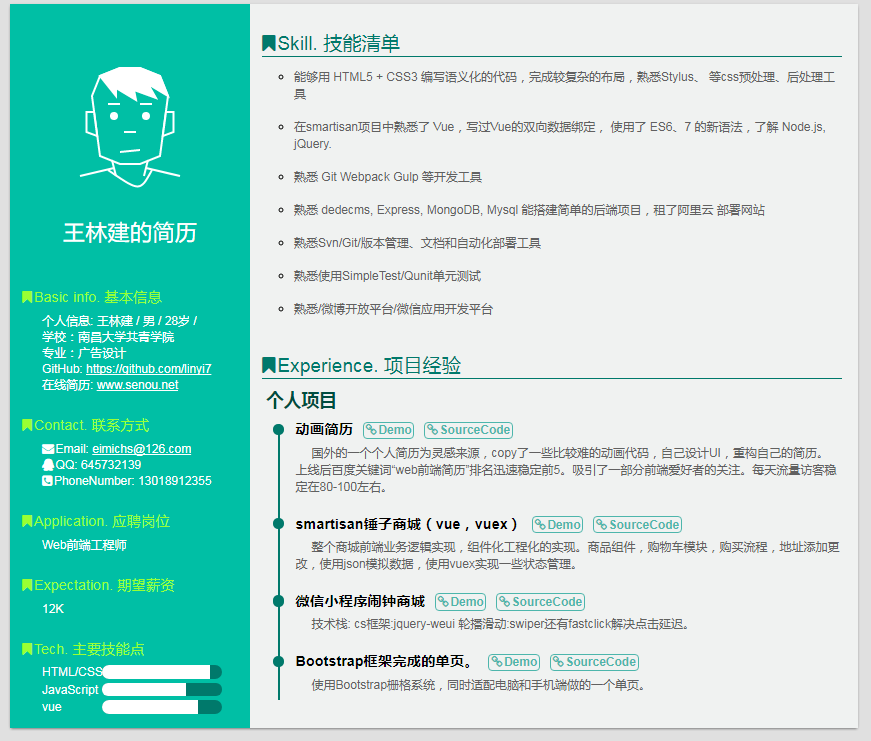 王林建的简历
Basic info. 基本信息
个人信息: 王林建 / 男 / 28岁 /
学校：南昌大学共青学院
专业：广告设计
GitHub: https://github.com/linyi7
在线简历: www.senou.net
Contact. 联系方式
Email: eimichs@126.com
QQ: 645732139
PhoneNumber: 13018912355
Application. 应聘岗位
Web前端工程师
Expectation. 期望薪资
12K
Tech. 主要技能点
HTML/CSS
JavaScript
vue
Skill. 技能清单
能够用 HTML5 + CSS3 编写语义化的代码，完成较复杂的布局，熟悉Stylus、 等css预处理、后处理工
具
在smartisan项目中熟悉了 Vue，写过Vue的双向数据绑定， 使用了 ES6、7 的新语法，了解 Node.js,
jQuery.
熟悉 Git Webpack Gulp 等开发工具
熟悉 dedecms, Express, MongoDB, Mysql 能搭建简单的后端项目，租了阿里云 部署网站
熟悉Svn/Git/版本管理、文档和自动化部署工具
熟悉使用SimpleTest/Qunit单元测试
熟悉/微博开放平台/微信应用开发平台
Experience. 项目经验
个人项目
动画简历 Demo SourceCode
国外的一个个人简历为灵感来源，copy了一些比较难的动画代码，自己设计UI，重构自己的简历。
上线后百度关键词“web前端简历”排名迅速稳定前5。吸引了一部分前端爱好者的关注。每天流量访客稳
定在80-100左右。
smartisan锤子商城（vue，vuex） Demo SourceCode
整个商城前端业务逻辑实现，组件化工程化的实现。商品组件，购物车模块，购买流程，地址添加更
改，使用json模拟数据，使用vuex实现一些状态管理。
微信小程序闹钟商城 Demo SourceCode
技术栈: cs框架:jquery-weui 轮播滑动:swiper还有fastclick解决点击延迟。
Bootstrap框架完成的单页。 Demo SourceCode
使用Bootstrap栅格系统，同时适配电脑和手机端做的一个单页。